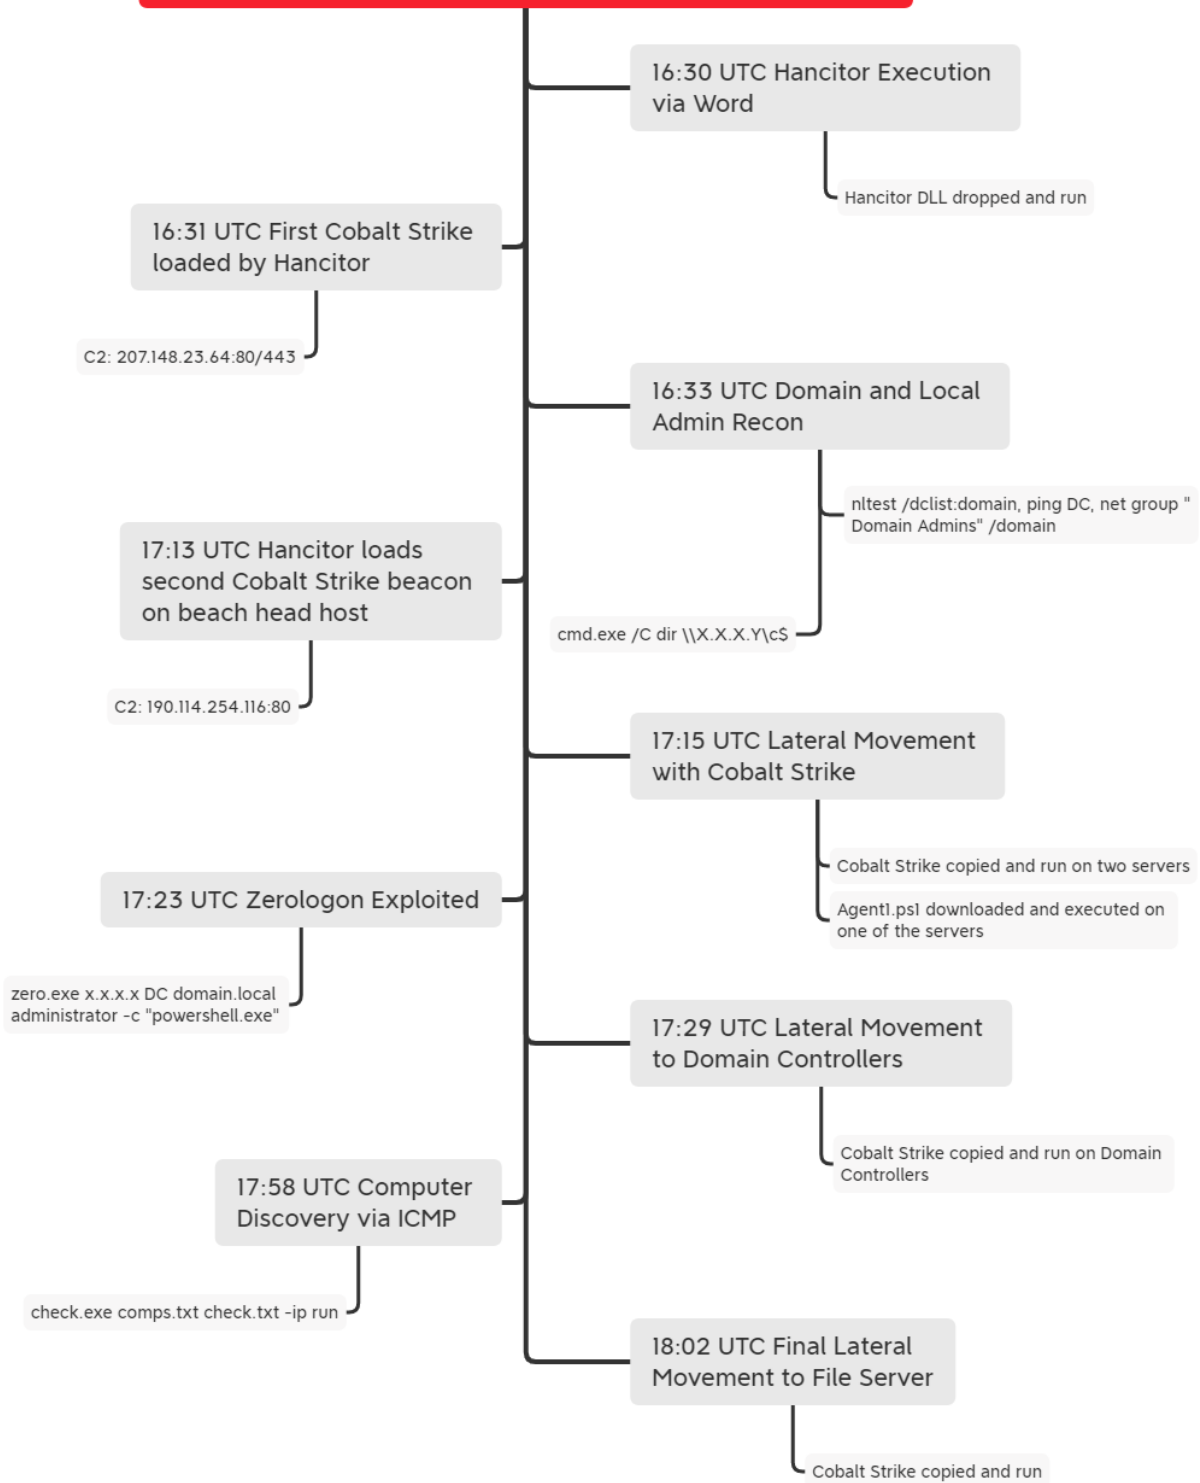 16:30 UTC Hancitor Execution
via Word
Hancitor DLL dropped and run
16:31 UTC First Cobalt Strike
loaded by Hancitor
C2: 207.148.23.64:80/443
16:33 UTC Domain and Local
Admin Recon
nltest /dclist:domain, ping DC, net group "
Domain Admins" /domain
cmd.exe /C dir \\X.X.X.Y\c$
17:13 UTC Hancitor loads
second Cobalt Strike beacon
on beach head host
C2: 190.114.254.116:80
17:15 UTC Lateral Movement
with Cobalt Strike
Cobalt Strike copied and run on two servers
Agent1.ps1 downloaded and executed on
one of the servers
17:23 UTC Zerologon Exploited
zero.exe x.x.x.x DC domain.local
administrator -c "powershell.exe"
17:29 UTC Lateral Movement
to Domain Controllers
Cobalt Strike copied and run on Domain
Controllers
17:58 UTC Computer
Discovery via ICMP
check.exe comps.txt check.txt -ip run
18:02 UTC Final Lateral
Movement to File Server
Cobalt Strike copied and run